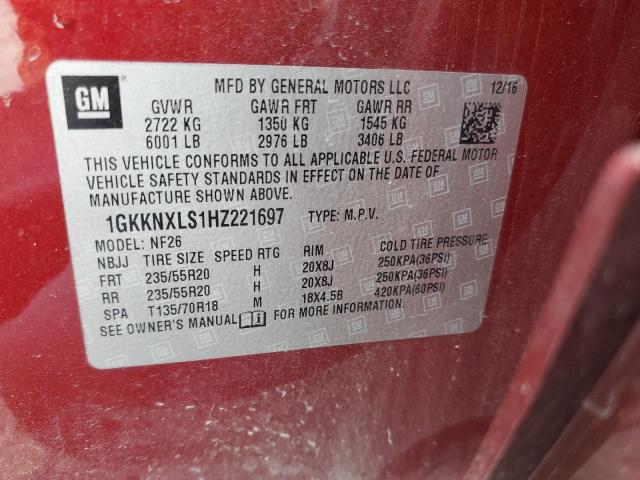 GM
MFD BY GENERAL MOTORS LLC 12/16
GVWR GAWR FRT GAWR RR
2722 KG 1350 KG 1545 KG
6001 LB 2976 LB 3406 LB
THIS VEHICLE CONFORMS TO ALL APPLICABLE U.S. FEDERAL MOTOR
VEHICLE SAFETY STANDARDS IN EFFECT ON THE DATE OF
MANUFACTURE SHOWN ABOVE.
1GKKNXLS1HZ221697 TYPE: M.P.V.
MODEL: NF26
NBJJ TIRE SIZE SPEED RTG RIM COLD TIRE PRESSURE
FRT 235/55R20 H 20X8J 250KPA(36PSI)
RR 235/55R20 H 20X8J 250KPA(36PSI)
SPA T135/70R18 M 18X4.5B 420KPA(60PSI)
SEE OWNER'S MANUAL FOR MORE INFORMATION.